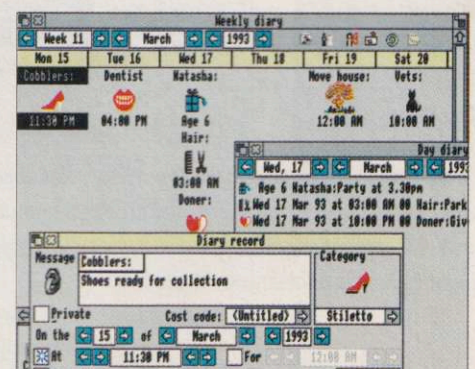 Weekly diary
Week 11 March 1993
Mon 15 Tue 16 Wed 17 Thu 18 Fri 19 Sat 20
Cobblers: Dentist Natasha: Move house: Vets:
11:30 PM 04:00 PM Age 6 12:00 AM 10:00 AM
Hair:
03:00 AM
Doner:
Day diary
Wed, 17 March 1993
Age 6 Natasha:Party at 3.30pm
Wed 17 Mar 93 at 03:00 AM 00 Hair:Park
Wed 17 Mar 93 at 10:00 PM 00 Doner:Giv
Diary record
Message Cobblers: Category
Shoes ready for collection
Private Cost code: (Untitled) Stiletto
On the 15 of March 1993
At 11:30 PM For 12:00 AM